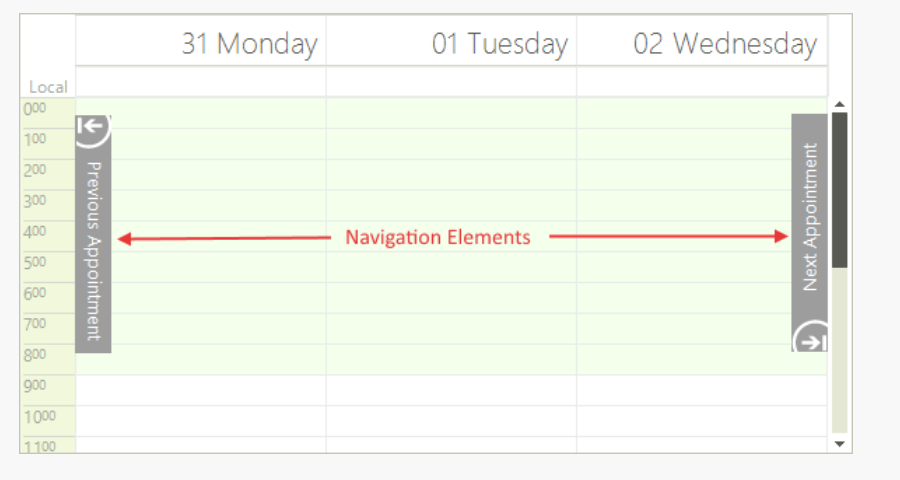 31 Monday
01 Tuesday
02 Wednesday
Local
000
100
200
300
400
500
600
700
800
900
1000
1100
Previous Appointment
Navigation Elements
Next Appointment